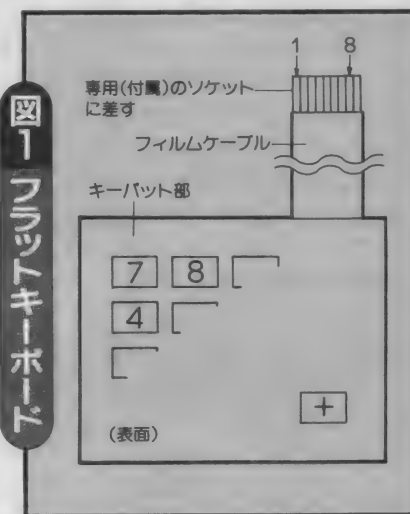 図1 フラットキーボード
1 8
専用(付属)のソケット
に差す
フィルムケーブル
キーパット部
7 8
4
+
(表面)